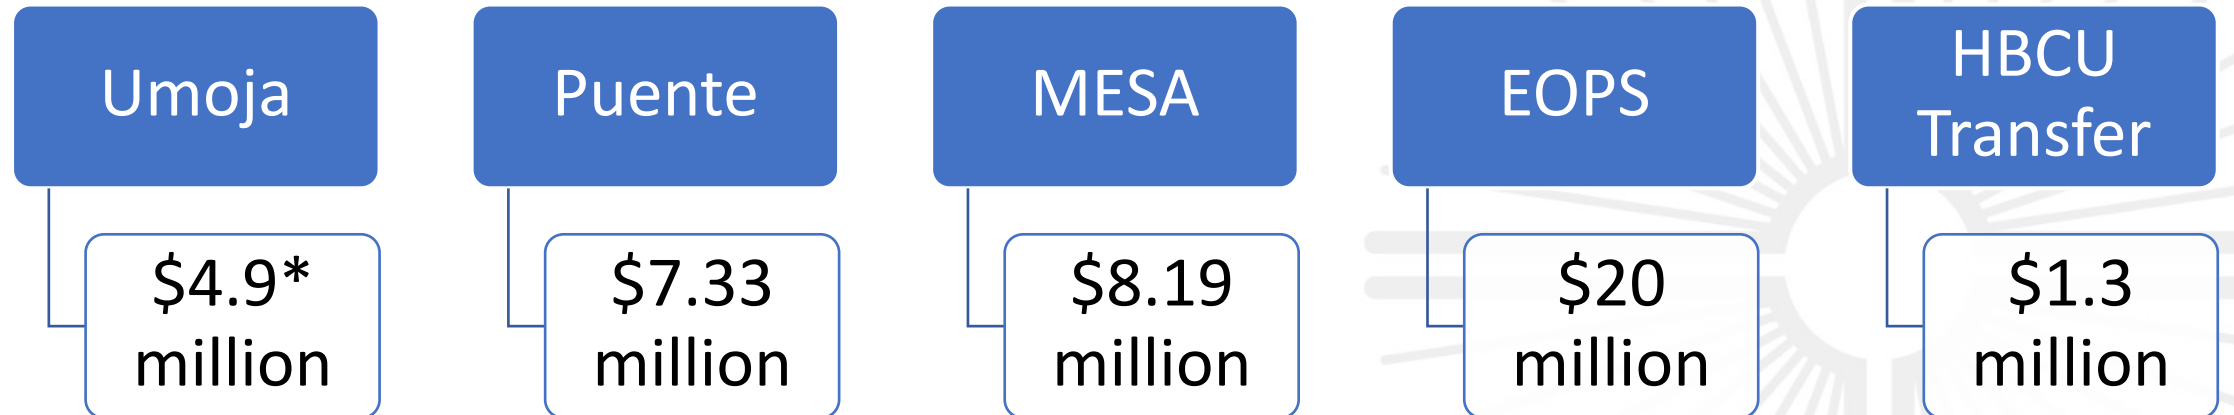 Umoja
$4.9*
million
Puente
$7.33
million
MESA
$8.19
million
EOPS
$20
million
HBCU
Transfer
$1.3
million